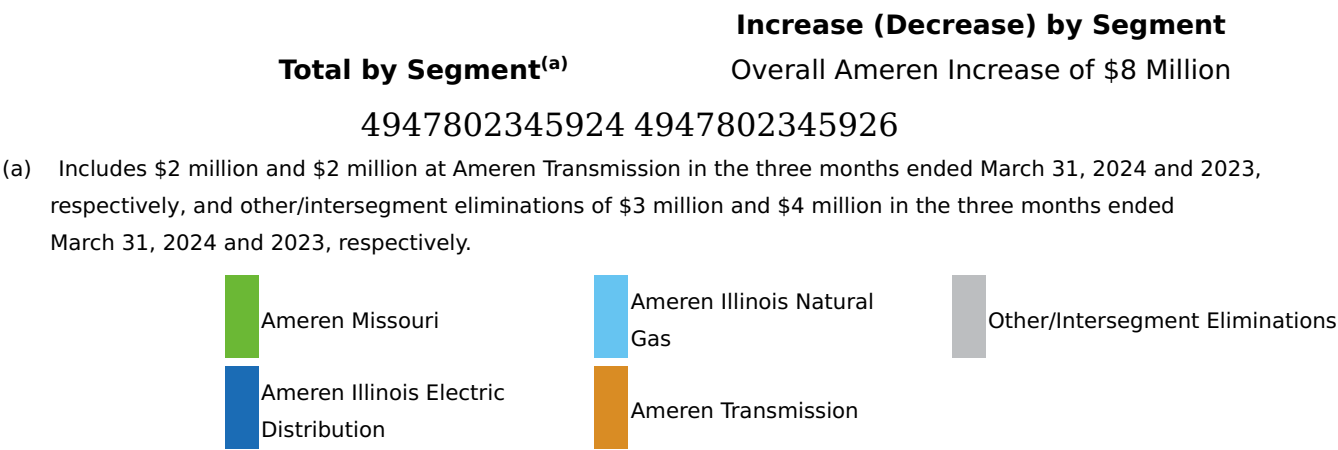 Increase (Decrease) by Segment
Total by Segment(a)
Overall Ameren Increase of $8 Million
4947802345924 4947802345926
(a) Includes $2 million and $2 million at Ameren Transmission in the three months ended March 31, 2024 and 2023,
respectively, and other/intersegment eliminations of $3 million and $4 million in the three months ended
March 31, 2024 and 2023, respectively.
Ameren Missouri
Ameren Illinois Natural
Gas
Other/Intersegment Eliminations
Ameren Illinois Electric
Distribution
Ameren Transmission